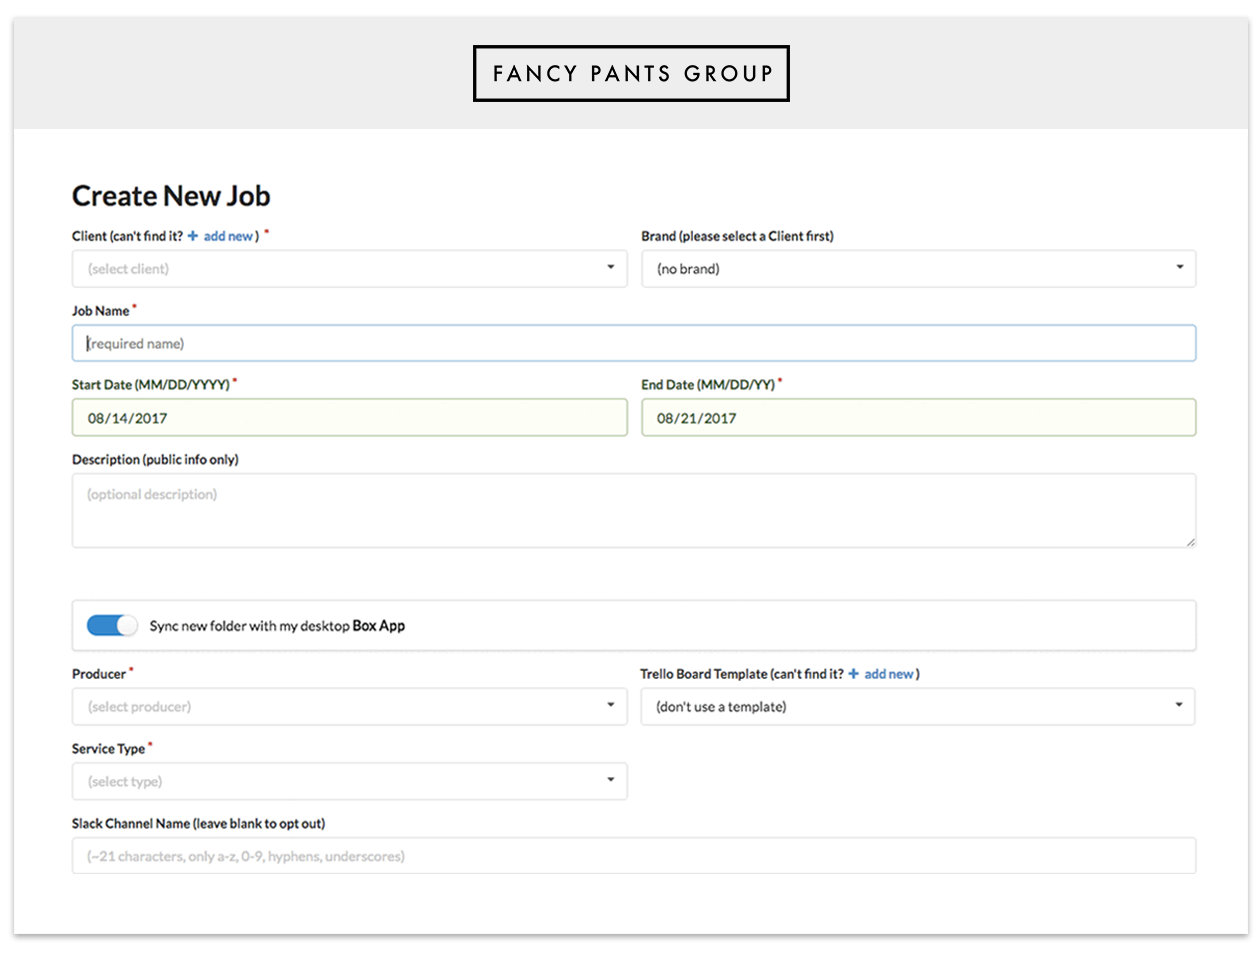 FANCY PANTS GROUP
Create New Job
Client (can't find it? + add new) *
Brand (please select a Client first)
(select client)
(no brand)
Job Name *
(required name)
Start Date (MM/DD/YYYY) *
End Date (MM/DD/YY) *
08/14/2017
08/21/2017
Description (public info only)
(optional description)
Sync new folder with my desktop Box App
Producer *
Trello Board Template (can't find it? + add new)
(select producer)
(don't use a template)
Service Type *
(select type)
Slack Channel Name (leave blank to opt out)
(~21 characters, only a-z, 0-9, hyphens, underscores)